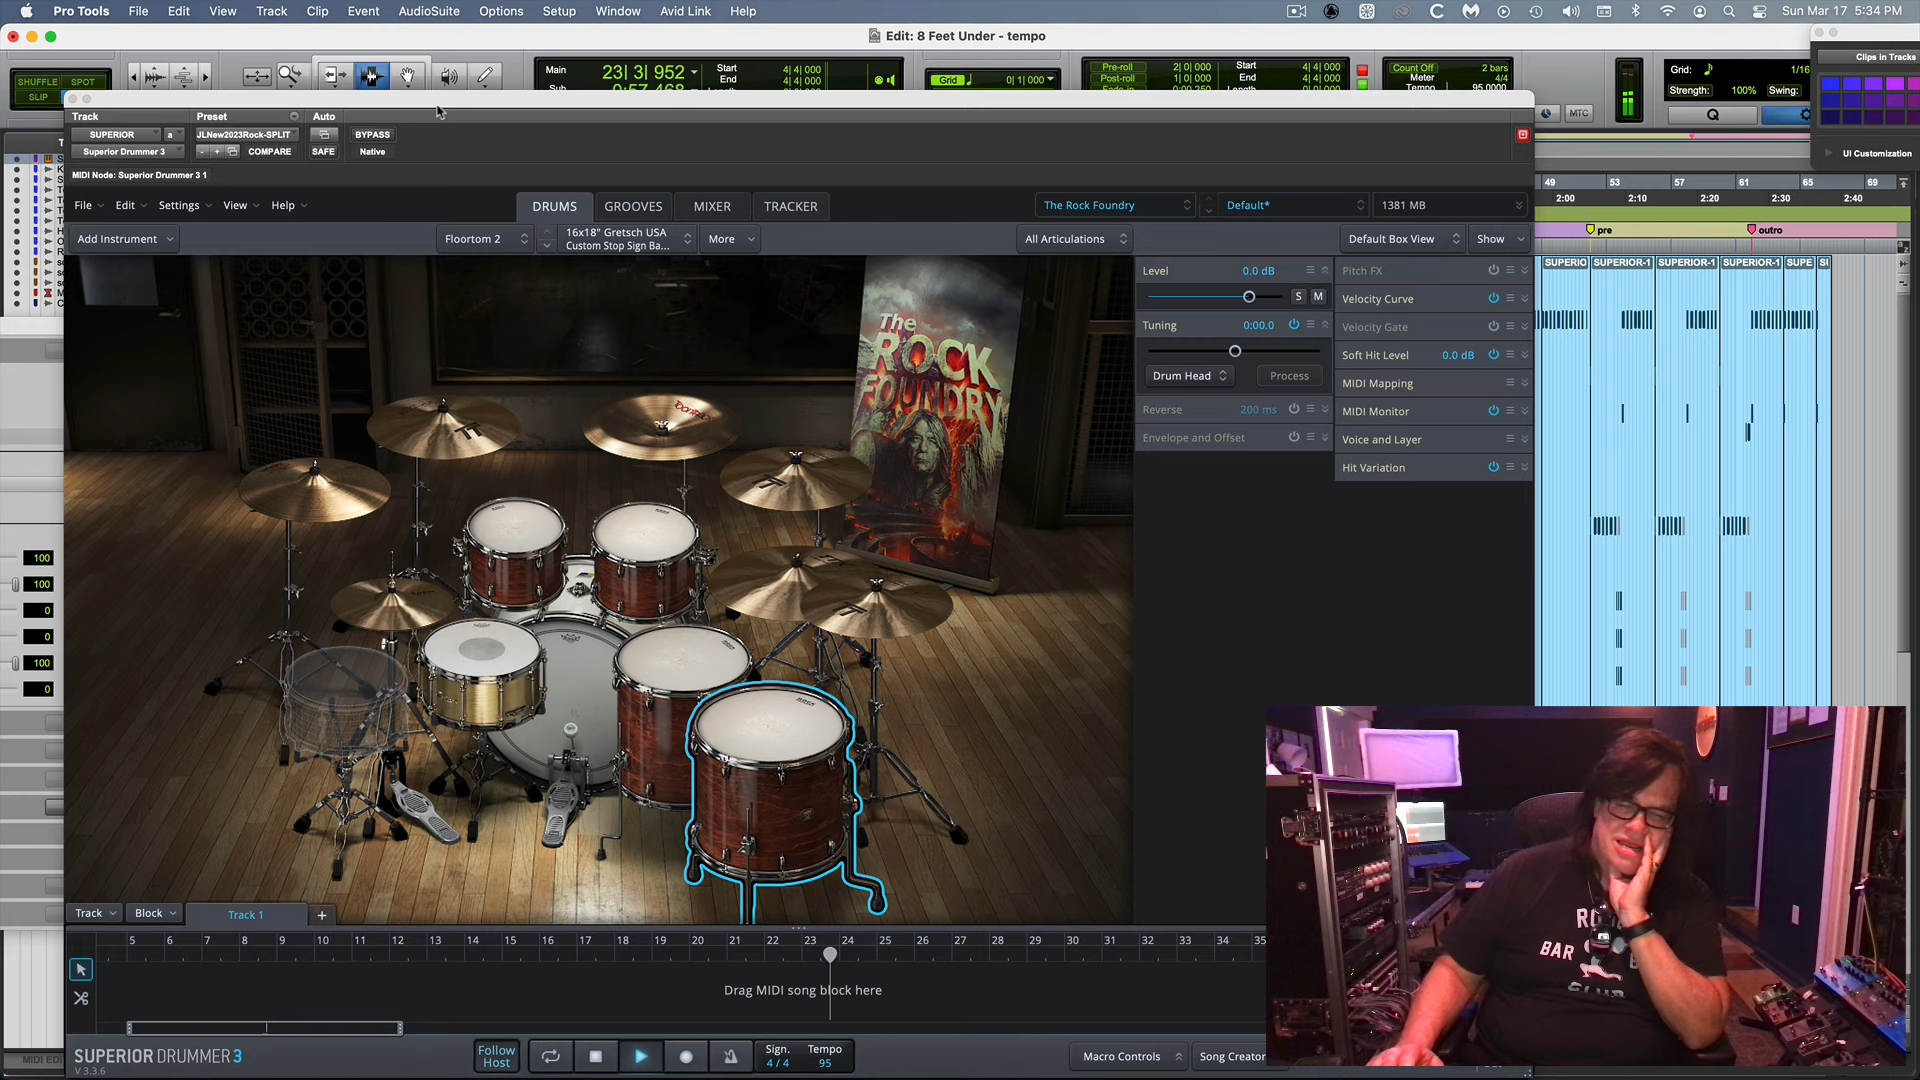 Pro Tools File Edit View Track Clip Event AudioSuite Options Setup Window Avid Link Help Sun Mar 17 5:34 PM
Edit: 8 Feet Under - tempo
SHUFFLE SPOT
SLIP
Main 23| 3| 952
Start 4| 4| 000
End 4| 4| 000
Grid 0| 1| 000
Pre-roll 2| 0| 000
Post-roll 4| 1| 000
Start 4| 4| 000
End 4| 4| 000
Count Off 2 bars
Meter 4/4
Tempo 95.0000
MTC
Clips in Tracks
Grid: 1/16
Strength: 100% Swing:
Q
UI Customization
Track Preset Auto
SUPERIOR a JLNew2023Rock-SPLIT BYPASS
Superior Drummer 3 - + COMPARE SAFE Native
MIDI Node: Superior Drummer 3 1
File Edit Settings View Help
DRUMS GROOVES MIXER TRACKER
The Rock Foundry Default* 1381 MB
Add Instrument Floortom 2
16x18" Gretsch USA
Custom Stop Sign Ba...
More All Articulations Default Box View Show
49 53 57 61 65 69
2:00 2:10 2:20 2:30 2:40
pre outro
SUPERIO SUPERIOR-1 SUPERIOR-1 SUPERIOR-1 SUPE
Level 0.0 dB
S M
Tuning 0:00.0
Drum Head Process
Reverse 200 ms
Envelope and Offset
Pitch FX
Velocity Curve
Velocity Gate
Soft Hit Level 0.0 dB
MIDI Mapping
MIDI Monitor
Voice and Layer
Hit Variation
The
ROCK
FOUNDRY
100
100
0
0
100
0
Track Block Track 1 +
5 6 7 8 9 10 11 12 13 14 15 16 17 18 19 20 21 22 23 24 25 26 27 28 29 30 31 32 33 34 35
Drag MIDI song block here
SUPERIOR DRUMMER 3
V 3.3.6
Follow
Host
Sign. Tempo
4 / 4 95
Macro Controls Song Creator
BAR
CLUB